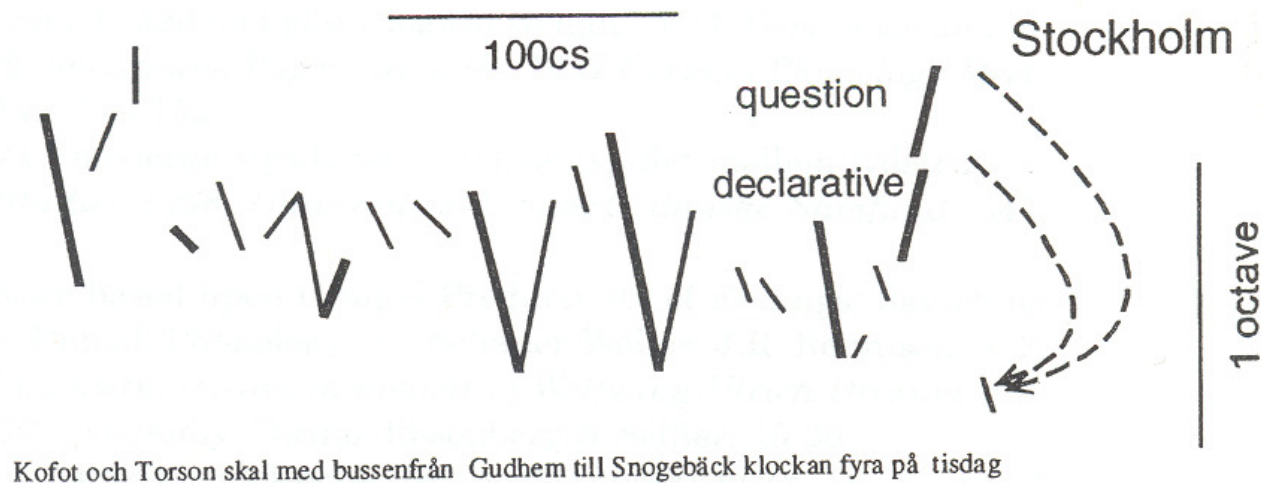 100cs
Stockholm
question
declarative
1 octave
Kofot och Torson skal med bussenfrån Gudhem till Snogebäck klockan fyra på tisdag